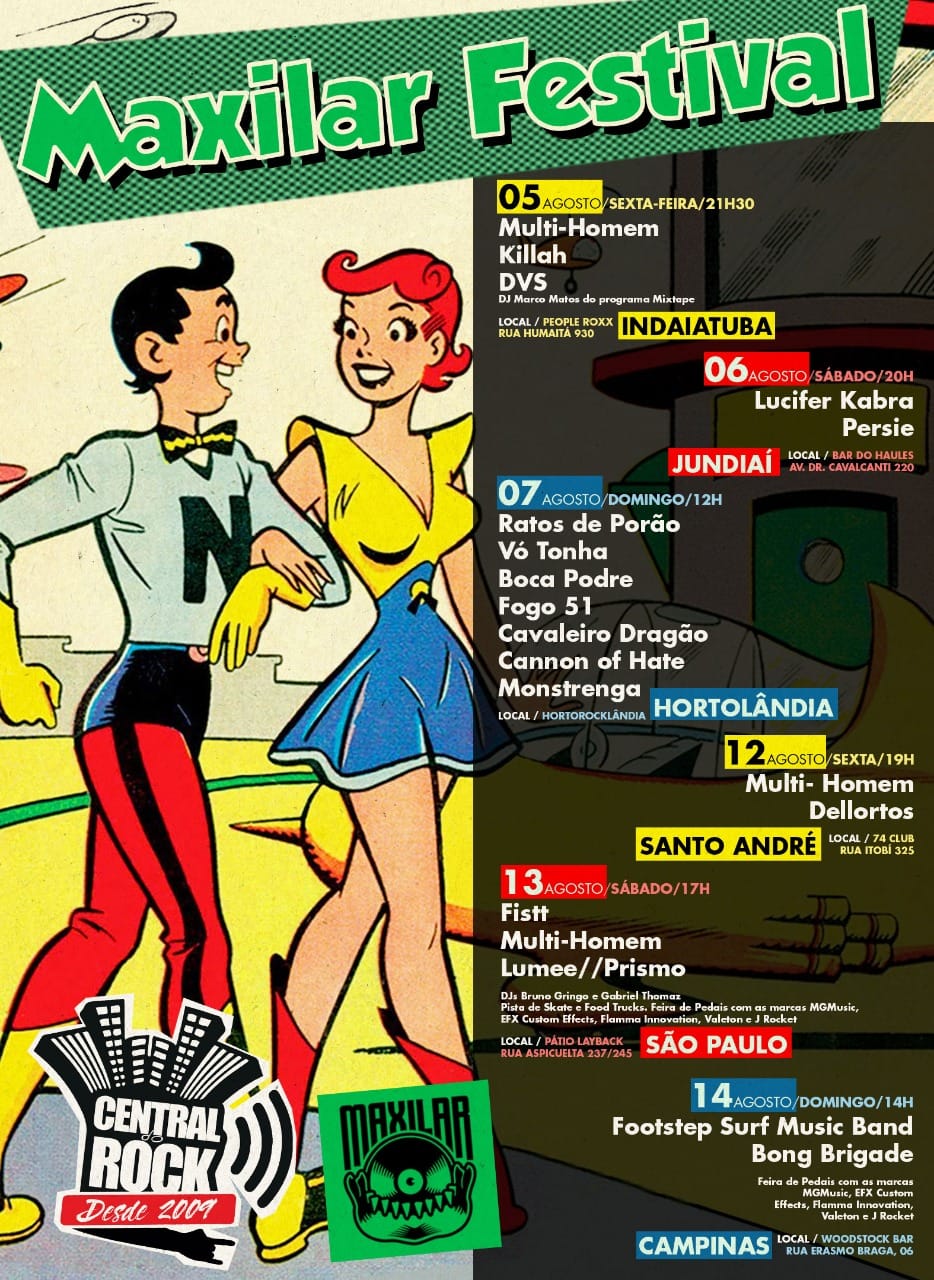 Maxilar Festival
05 AGOSTO/SEXTA-FEIRA/21H30
Multi-Homem
Killah
DVS
DJ Marco Matos do programa Mixtape
LOCAL / PEOPLE ROXX
RUA HUMAITÁ 930
INDAIATUBA
06 AGOSTO/SÁBADO/20H
Lucifer Kabra
Persie
JUNDIAÍ
LOCAL / BAR DO HAULES
AV. DR. CAVALCANTI 220
07 AGOSTO/DOMINGO/12H
Ratos de Porão
Vó Tonha
Boca Podre
Fogo 51
Cavaleiro Dragão
Cannon of Hate
Monstrenga
LOCAL / HORTOROCKLÂNDIA
HORTOLÂNDIA
12 AGOSTO/SEXTA/19H
Multi- Homem
Dellortos
SANTO ANDRÉ
LOCAL / 74 CLUB
RUA ITOBÍ 325
13 AGOSTO/SÁBADO/17H
Fistt
Multi-Homem
Lumee//Prismo
DJs Bruno Gringo e Gabriel Thomaz
Pista de Skate e Food Trucks. Feira de Pedais com as marcas MGMusic,
EFX Custom Effects, Flamma Innovation, Valeton e J Rocket
LOCAL / PÁTIO LAYBACK
RUA ASPICUELTA 237/245
SÃO PAULO
14 AGOSTO/DOMINGO/14H
Footstep Surf Music Band
Bong Brigade
Feira de Pedais com as marcas
MGMusic, EFX Custom
Effects, Flamma Innovation,
Valeton e J Rocket
CAMPINAS
LOCAL / WOODSTOCK BAR
RUA ERASMO BRAGA, 06
N
CENTRAL
do
ROCK
Desde 2009
MAXILAR